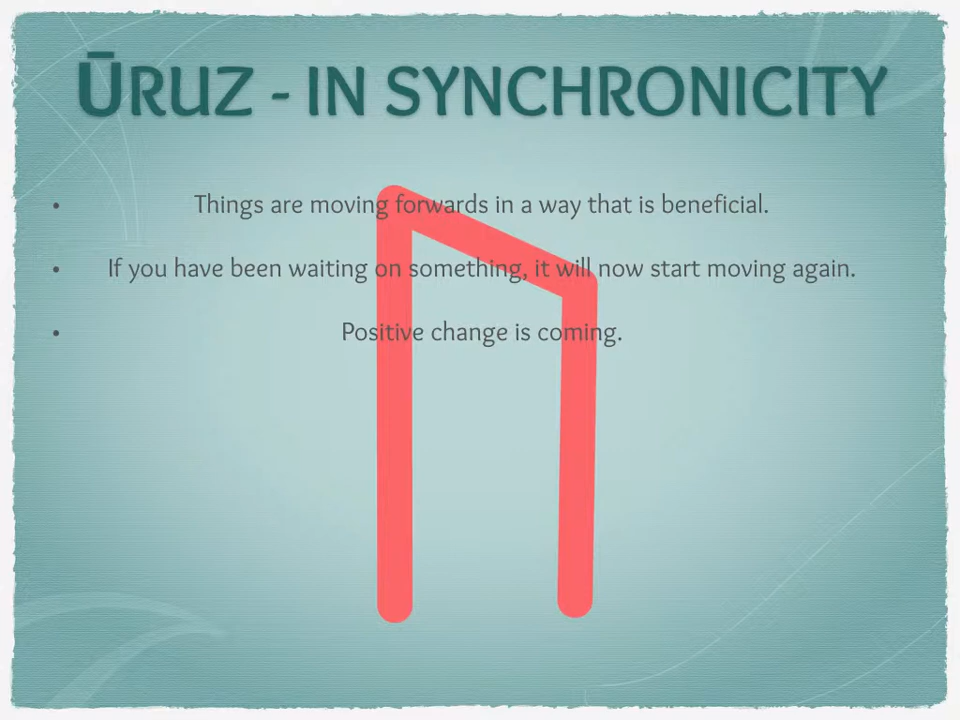 ŪRUZ - IN SYNCHRONICITY
• Things are moving forwards in a way that is beneficial.
• If you have been waiting on something, it will now start moving again.
• Positive change is coming.